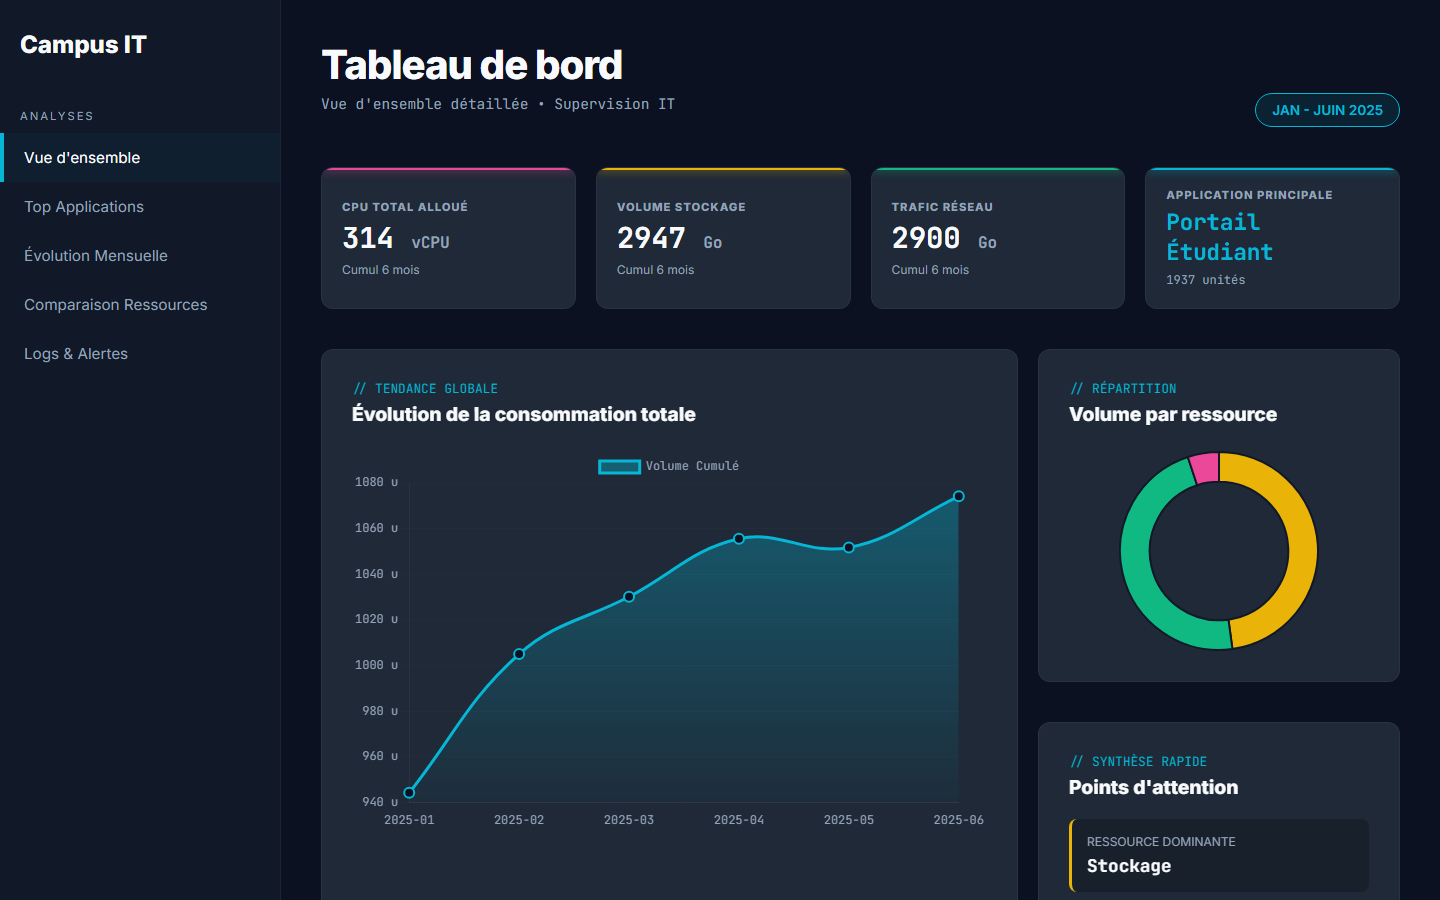 Campus IT
ANALYSES
Vue d'ensemble
Top Applications
Évolution Mensuelle
Comparaison Ressources
Logs & Alertes
Tableau de bord
Vue d'ensemble détaillée • Supervision IT
JAN - JUIN 2025
CPU TOTAL ALLOUÉ
314 vCPU
Cumul 6 mois
VOLUME STOCKAGE
2947 Go
Cumul 6 mois
TRAFIC RÉSEAU
2900 Go
Cumul 6 mois
APPLICATION PRINCIPALE
Portail
Étudiant
1937 unités
// TENDANCE GLOBALE
Évolution de la consommation totale
Volume Cumulé
1080 u
1060 u
1040 u
1020 u
1000 u
980 u
960 u
940 u
2025-01 2025-02 2025-03 2025-04 2025-05 2025-06
// RÉPARTITION
Volume par ressource
// SYNTHÈSE RAPIDE
Points d'attention
RESSOURCE DOMINANTE
Stockage